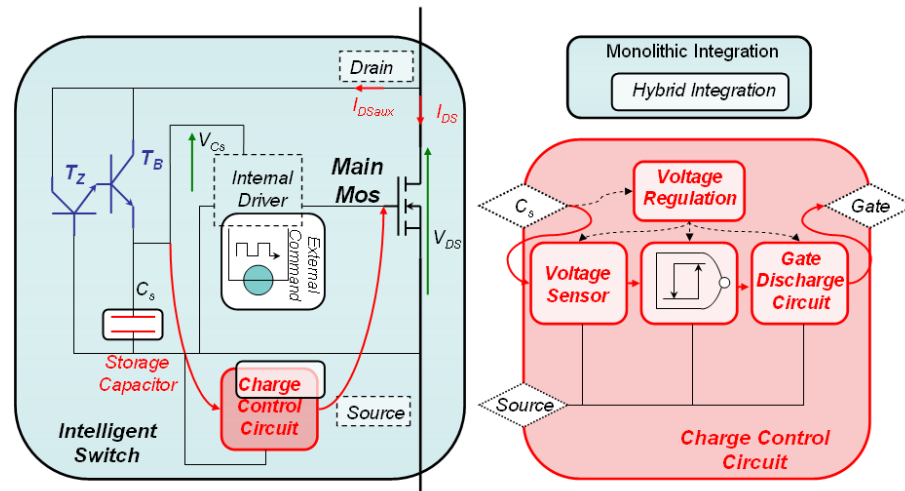 Drain
I_DSaux
I_DS
V_Cs
T_Z
T_B
Main
Mos
Internal
Driver
External
Command
V_DS
C_s
Storage
Capacitor
Charge
Control
Circuit
Source
Intelligent
Switch
Monolithic Integration
Hybrid Integration
Voltage
Regulation
C_s
Gate
Voltage
Sensor
Gate
Discharge
Circuit
Source
Charge Control
Circuit